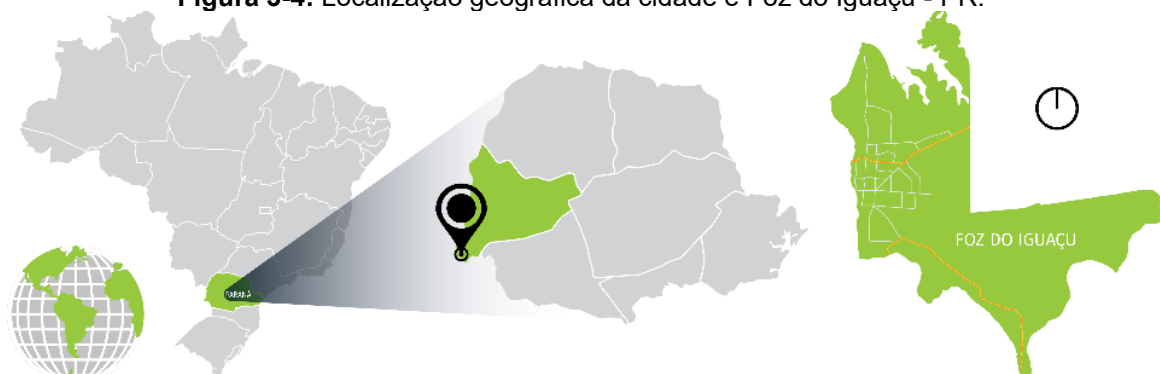 Figura 3-4: Localização geográfica da cidade e Foz do Iguaçu - PR.
PARANÁ
FOZ DO IGUAÇU